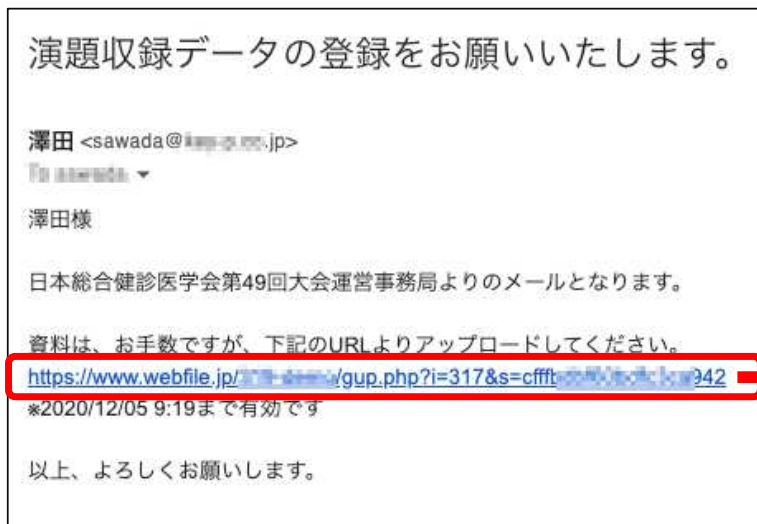 演題収録データの登録をお願いいたします。
澤田 <sawada@ .jp>
澤田様
日本総合健診医学会第49回大会運営事務局よりのメールとなります。
資料は、お手数ですが、下記のURLよりアップロードしてください。
https://www.webfile.jp/ /gup.php?i=317&s=cfffb 942
※2020/12/05 9:19まで有効です
以上、よろしくお願いします。